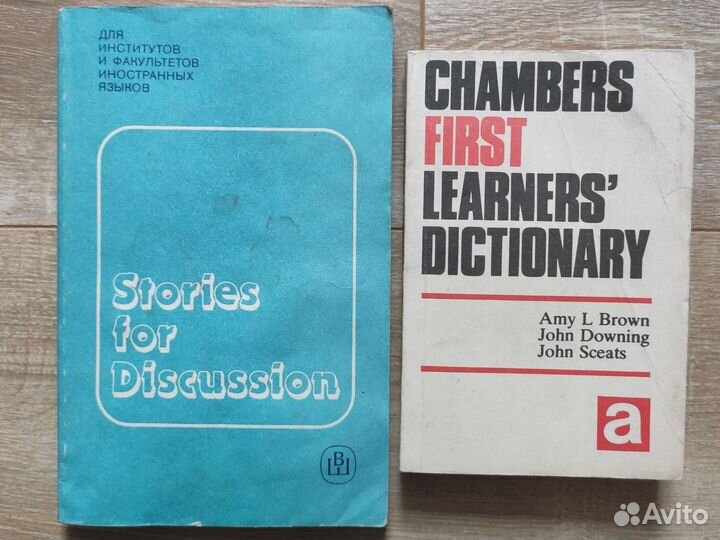 ДЛЯ
ИНСТИТУТОВ
И ФАКУЛЬТЕТОВ
ИНОСТРАННЫХ
ЯЗЫКОВ
Stories
for
Discussion
ВШ
CHAMBERS
FIRST
LEARNERS'
DICTIONARY
Amy L Brown
John Downing
John Sceats
a
Avito